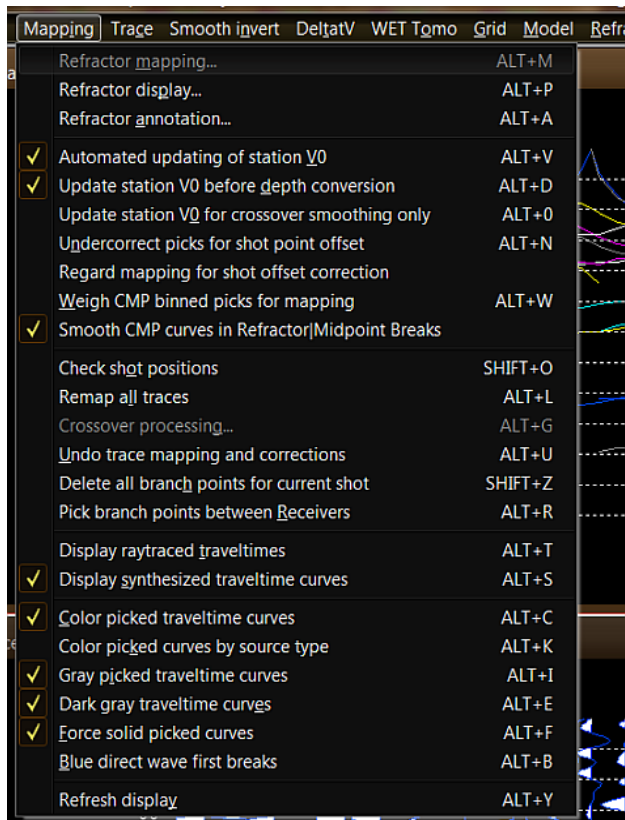 Mapping Trace Smooth invert DeltatV WET Tomo Grid Model Refra
Refractor mapping... ALT+M
Refractor display... ALT+P
Refractor annotation... ALT+A
Automated updating of station V0 ALT+V
Update station V0 before depth conversion ALT+D
Update station V0 for crossover smoothing only ALT+0
Undercorrect picks for shot point offset ALT+N
Regard mapping for shot offset correction
Weigh CMP binned picks for mapping ALT+W
Smooth CMP curves in Refractor|Midpoint Breaks
Check shot positions SHIFT+O
Remap all traces ALT+L
Crossover processing... ALT+G
Undo trace mapping and corrections ALT+U
Delete all branch points for current shot SHIFT+Z
Pick branch points between Receivers ALT+R
Display raytraced traveltimes ALT+T
Display synthesized traveltime curves ALT+S
Color picked traveltime curves ALT+C
Color picked curves by source type ALT+K
Gray picked traveltime curves ALT+I
Dark gray traveltime curves ALT+E
Force solid picked curves ALT+F
Blue direct wave first breaks ALT+B
Refresh display ALT+Y